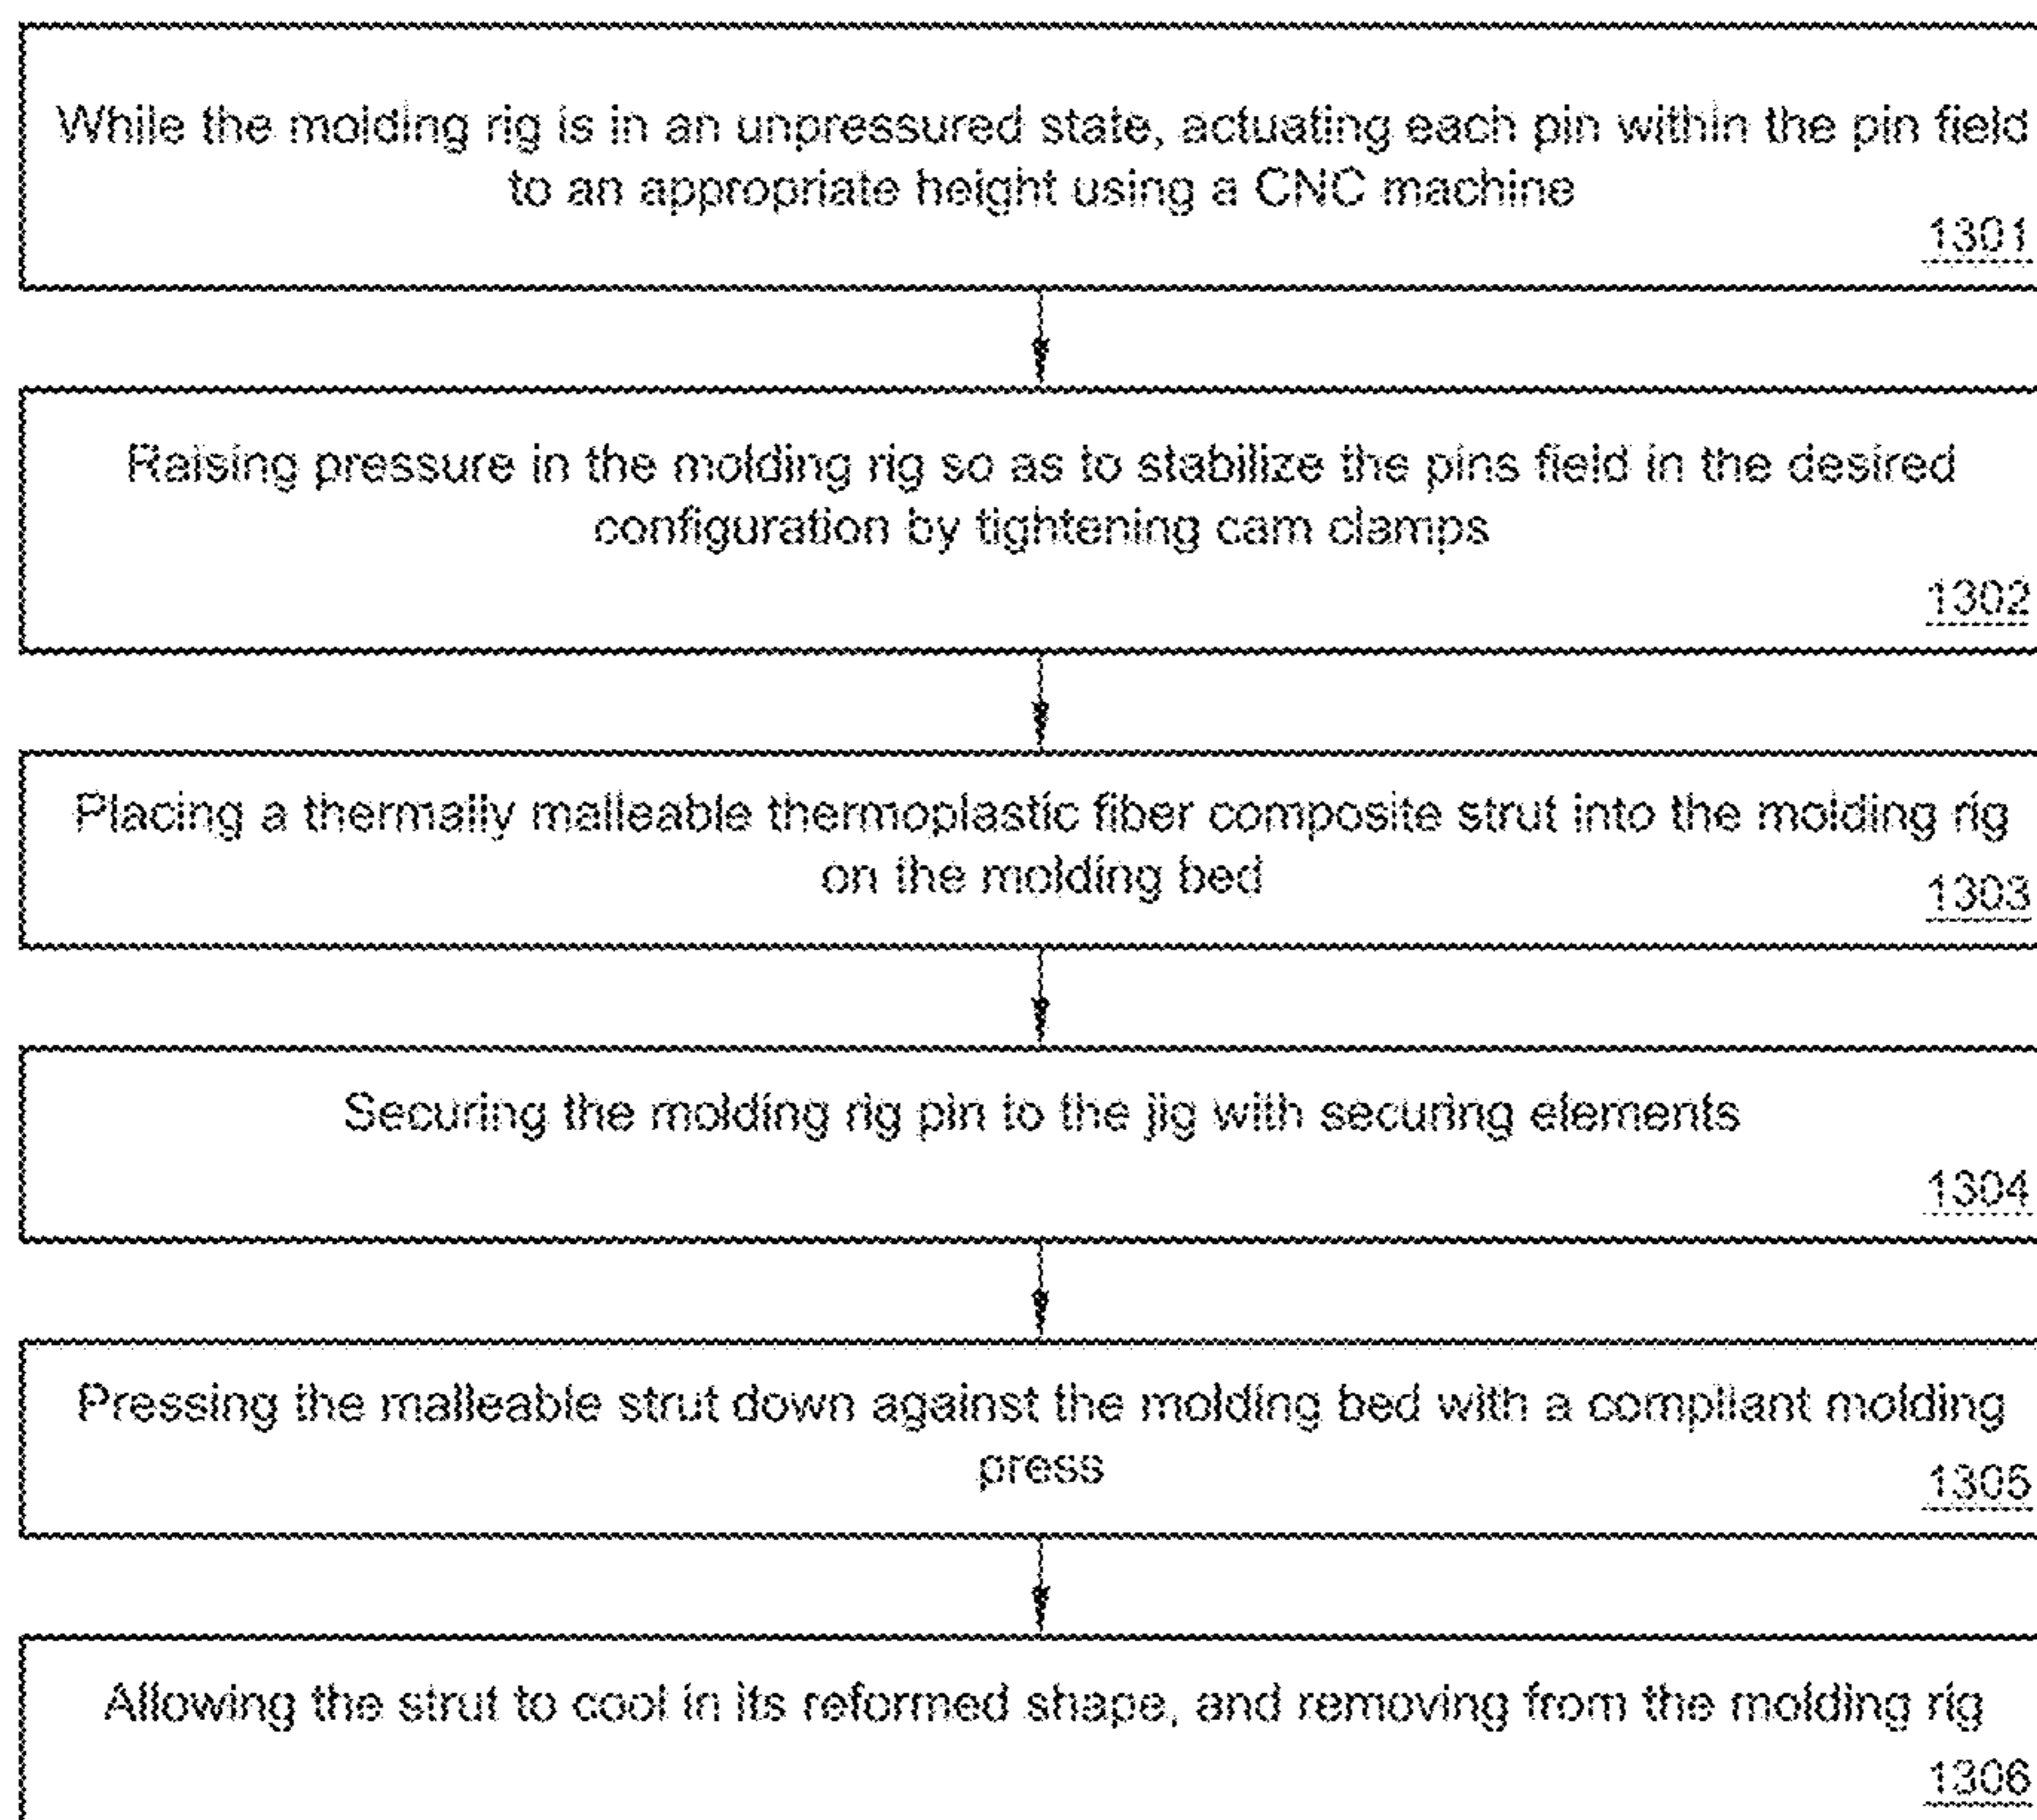 While the molding rig is in an unpressured state, actuating each pin within the pin field
to an appropriate height using a CNC machine
1301
Raising pressure in the molding rig so as to stabilize the pins field in the desired
configuration by tightening cam clamps
1302
Placing a thermally malleable thermoplastic fiber composite strut into the molding rig
on the molding bed
1303
Securing the molding rig pin to the jig with securing elements
1304
Pressing the malleable strut down against the molding bed with a compliant molding
press
1305
Allowing the strut to cool in its reformed shape, and removing from the molding rig
1306